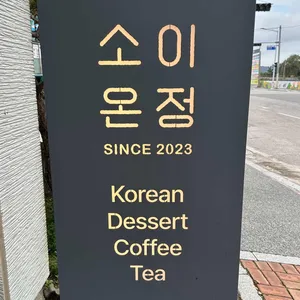 소이
온정
SINCE 2023
Korean
Dessert
Coffee
Tea